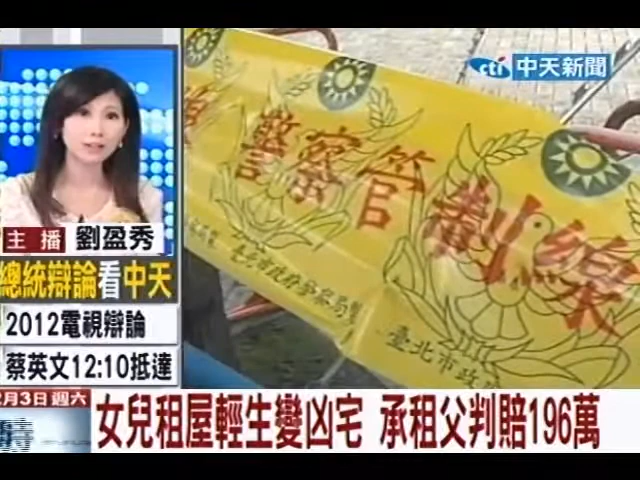 cti 中天新聞
警察管制線
臺北市政府警察局
臺北市政
主播 劉盈秀
總統辯論看中天
2012電視辯論
蔡英文12:10抵達
2月3日週六
女兒租屋輕生變凶宅 承租父判賠196萬